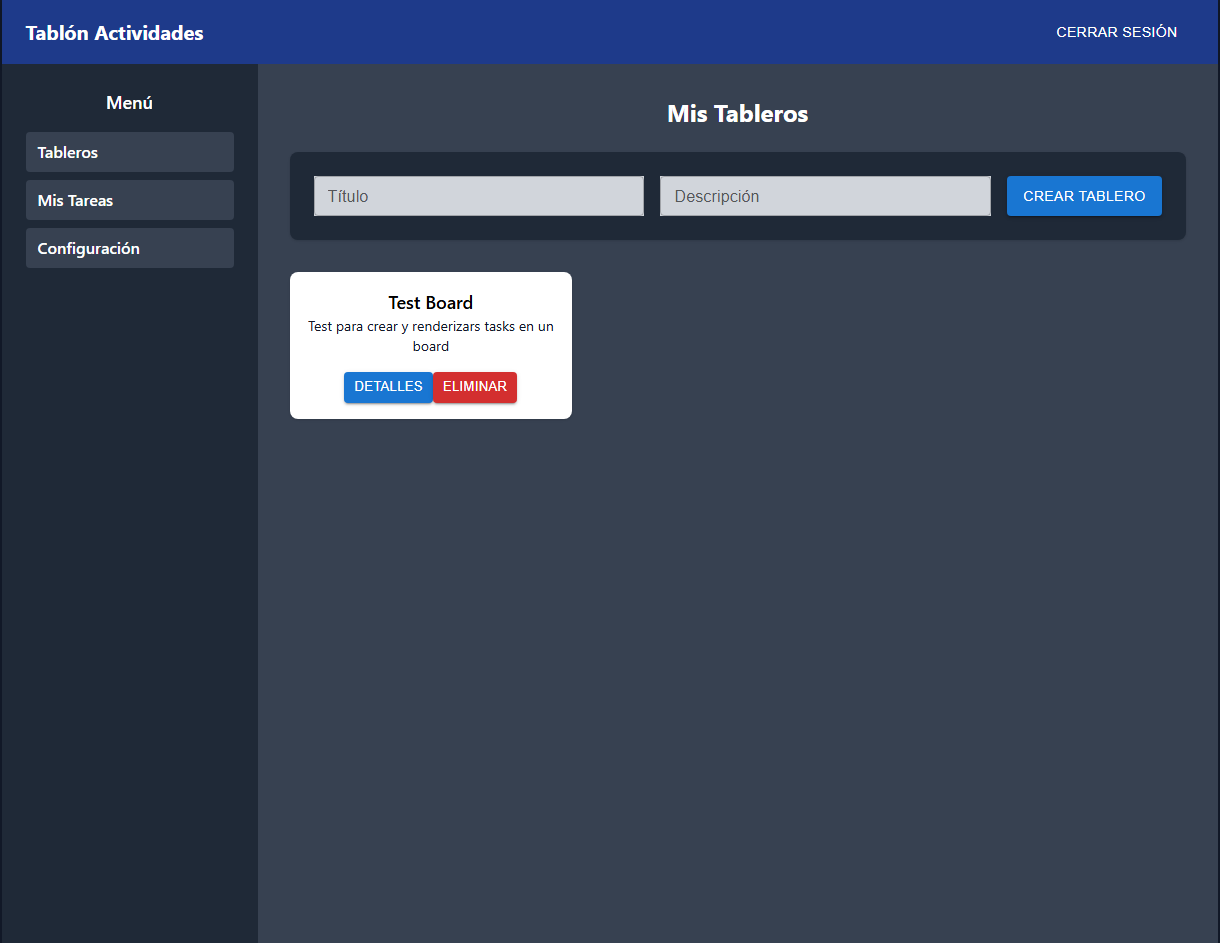 Tablón Actividades
CERRAR SESIÓN
Menú
Tableros
Mis Tareas
Configuración
Mis Tableros
Título
Descripción
CREAR TABLERO
Test Board
Test para crear y renderizars tasks en un
board
DETALLES
ELIMINAR